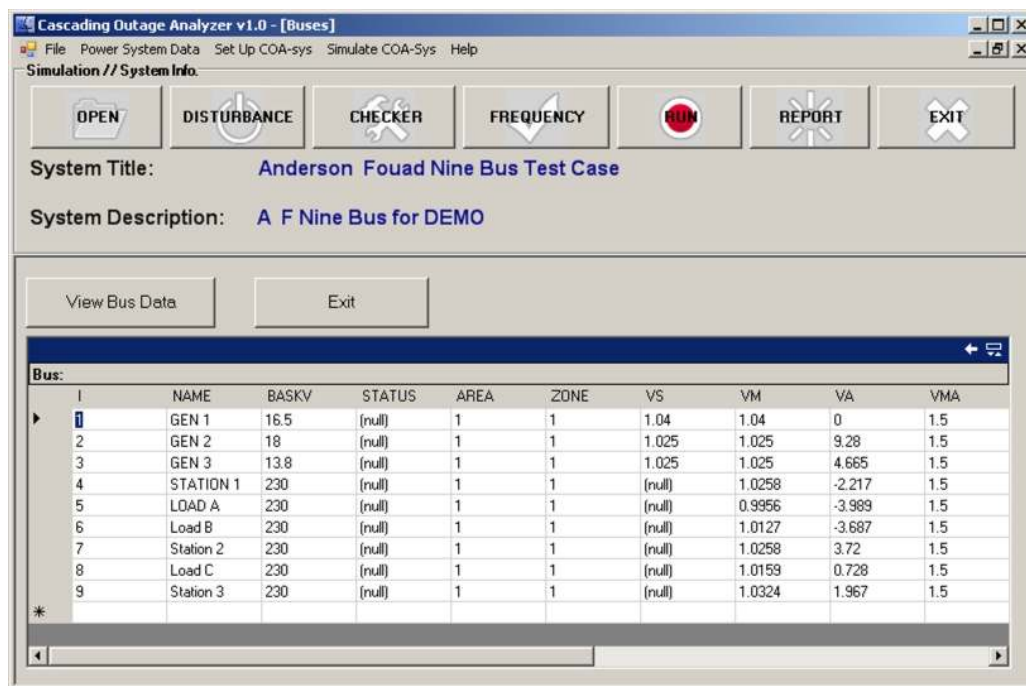 Cascading Outage Analyzer v1.0 - [Buses]
File Power System Data Set Up COA-sys Simulate COA-Sys Help
Simulation // System Info.
OPEN DISTURBANCE CHECKER FREQUENCY RUN REPORT EXIT
System Title: Anderson Fouad Nine Bus Test Case
System Description: A F Nine Bus for DEMO
View Bus Data Exit
Bus:
I NAME BASKV STATUS AREA ZONE VS VM VA VMA
1 GEN 1 16.5 (null) 1 1 1.04 1.04 0 1.5
2 GEN 2 18 (null) 1 1 1.025 1.025 9.28 1.5
3 GEN 3 13.8 (null) 1 1 1.025 1.025 4.665 1.5
4 STATION 1 230 (null) 1 1 (null) 1.0258 -2.217 1.5
5 LOAD A 230 (null) 1 1 (null) 0.9956 -3.989 1.5
6 Load B 230 (null) 1 1 (null) 1.0127 -3.687 1.5
7 Station 2 230 (null) 1 1 (null) 1.0258 3.72 1.5
8 Load C 230 (null) 1 1 (null) 1.0159 0.728 1.5
9 Station 3 230 (null) 1 1 (null) 1.0324 1.967 1.5